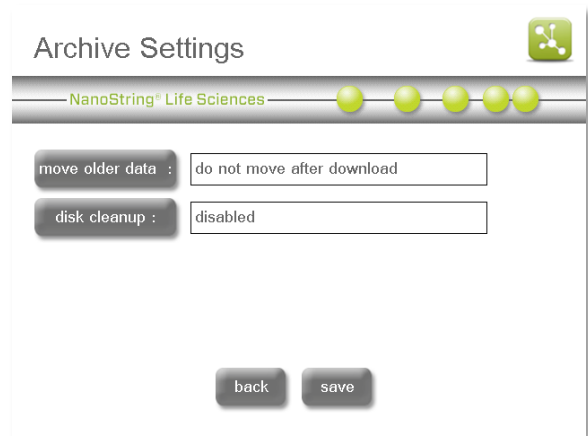 Archive Settings
NanoString® Life Sciences
move older data : do not move after download
disk cleanup : disabled
back save